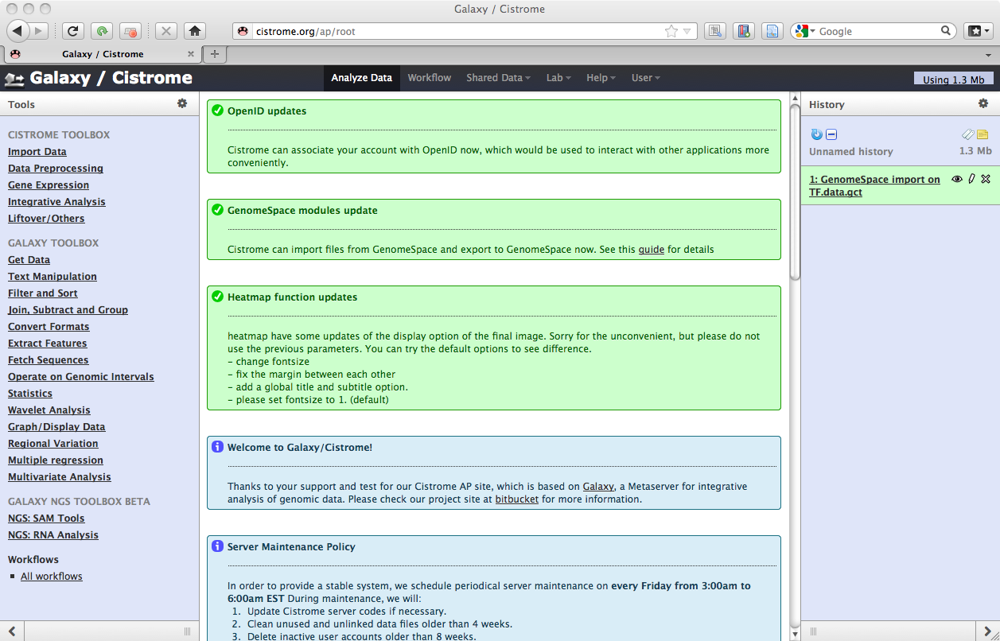 Galaxy / Cistrome
cistrome.org/ap/root
Google
Galaxy / Cistrome
Galaxy / Cistrome
Analyze Data
Workflow
Shared Data
Lab
Help
User
Using 1.3 Mb
Tools
CISTROME TOOLBOX
Import Data
Data Preprocessing
Gene Expression
Integrative Analysis
Liftover/Others
GALAXY TOOLBOX
Get Data
Text Manipulation
Filter and Sort
Join, Subtract and Group
Convert Formats
Extract Features
Fetch Sequences
Operate on Genomic Intervals
Statistics
Wavelet Analysis
Graph/Display Data
Regional Variation
Multiple regression
Multivariate Analysis
GALAXY NGS TOOLBOX BETA
NGS: SAM Tools
NGS: RNA Analysis
Workflows
All workflows
OpenID updates
Cistrome can associate your account with OpenID now, which would be used to interact with other applications more
conveniently.
GenomeSpace modules update
Cistrome can import files from GenomeSpace and export to GenomeSpace now. See this guide for details
Heatmap function updates
heatmap have some updates of the display option of the final image. Sorry for the unconvenient, but please do not
use the previous parameters. You can try the default options to see difference.
- change fontsize
- fix the margin between each other
- add a global title and subtitle option.
- please set fontsize to 1. (default)
Welcome to Galaxy/Cistrome!
Thanks to your support and test for our Cistrome AP site, which is based on Galaxy, a Metaserver for integrative
analysis of genomic data. Please check our project site at bitbucket for more information.
Server Maintenance Policy
In order to provide a stable system, we schedule periodical server maintenance on every Friday from 3:00am to
6:00am EST During maintenance, we will:
1. Update Cistrome server codes if necessary.
2. Clean unused and unlinked data files older than 4 weeks.
3. Delete inactive user accounts older than 8 weeks.
History
Unnamed history
1.3 Mb
1: GenomeSpace import on
TF.data.gct